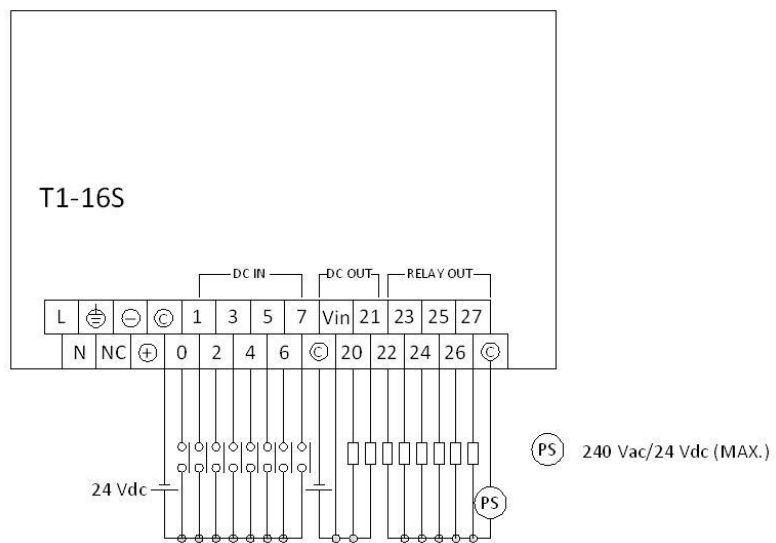 T1-16S
DC IN DC OUT RELAY OUT
L ⏚ ⊖ © 1 3 5 7 Vin 21 23 25 27
N NC ⊕ 0 2 4 6 © 20 22 24 26 ©
PS 240 Vac/24 Vdc (MAX.)
24 Vdc
PS